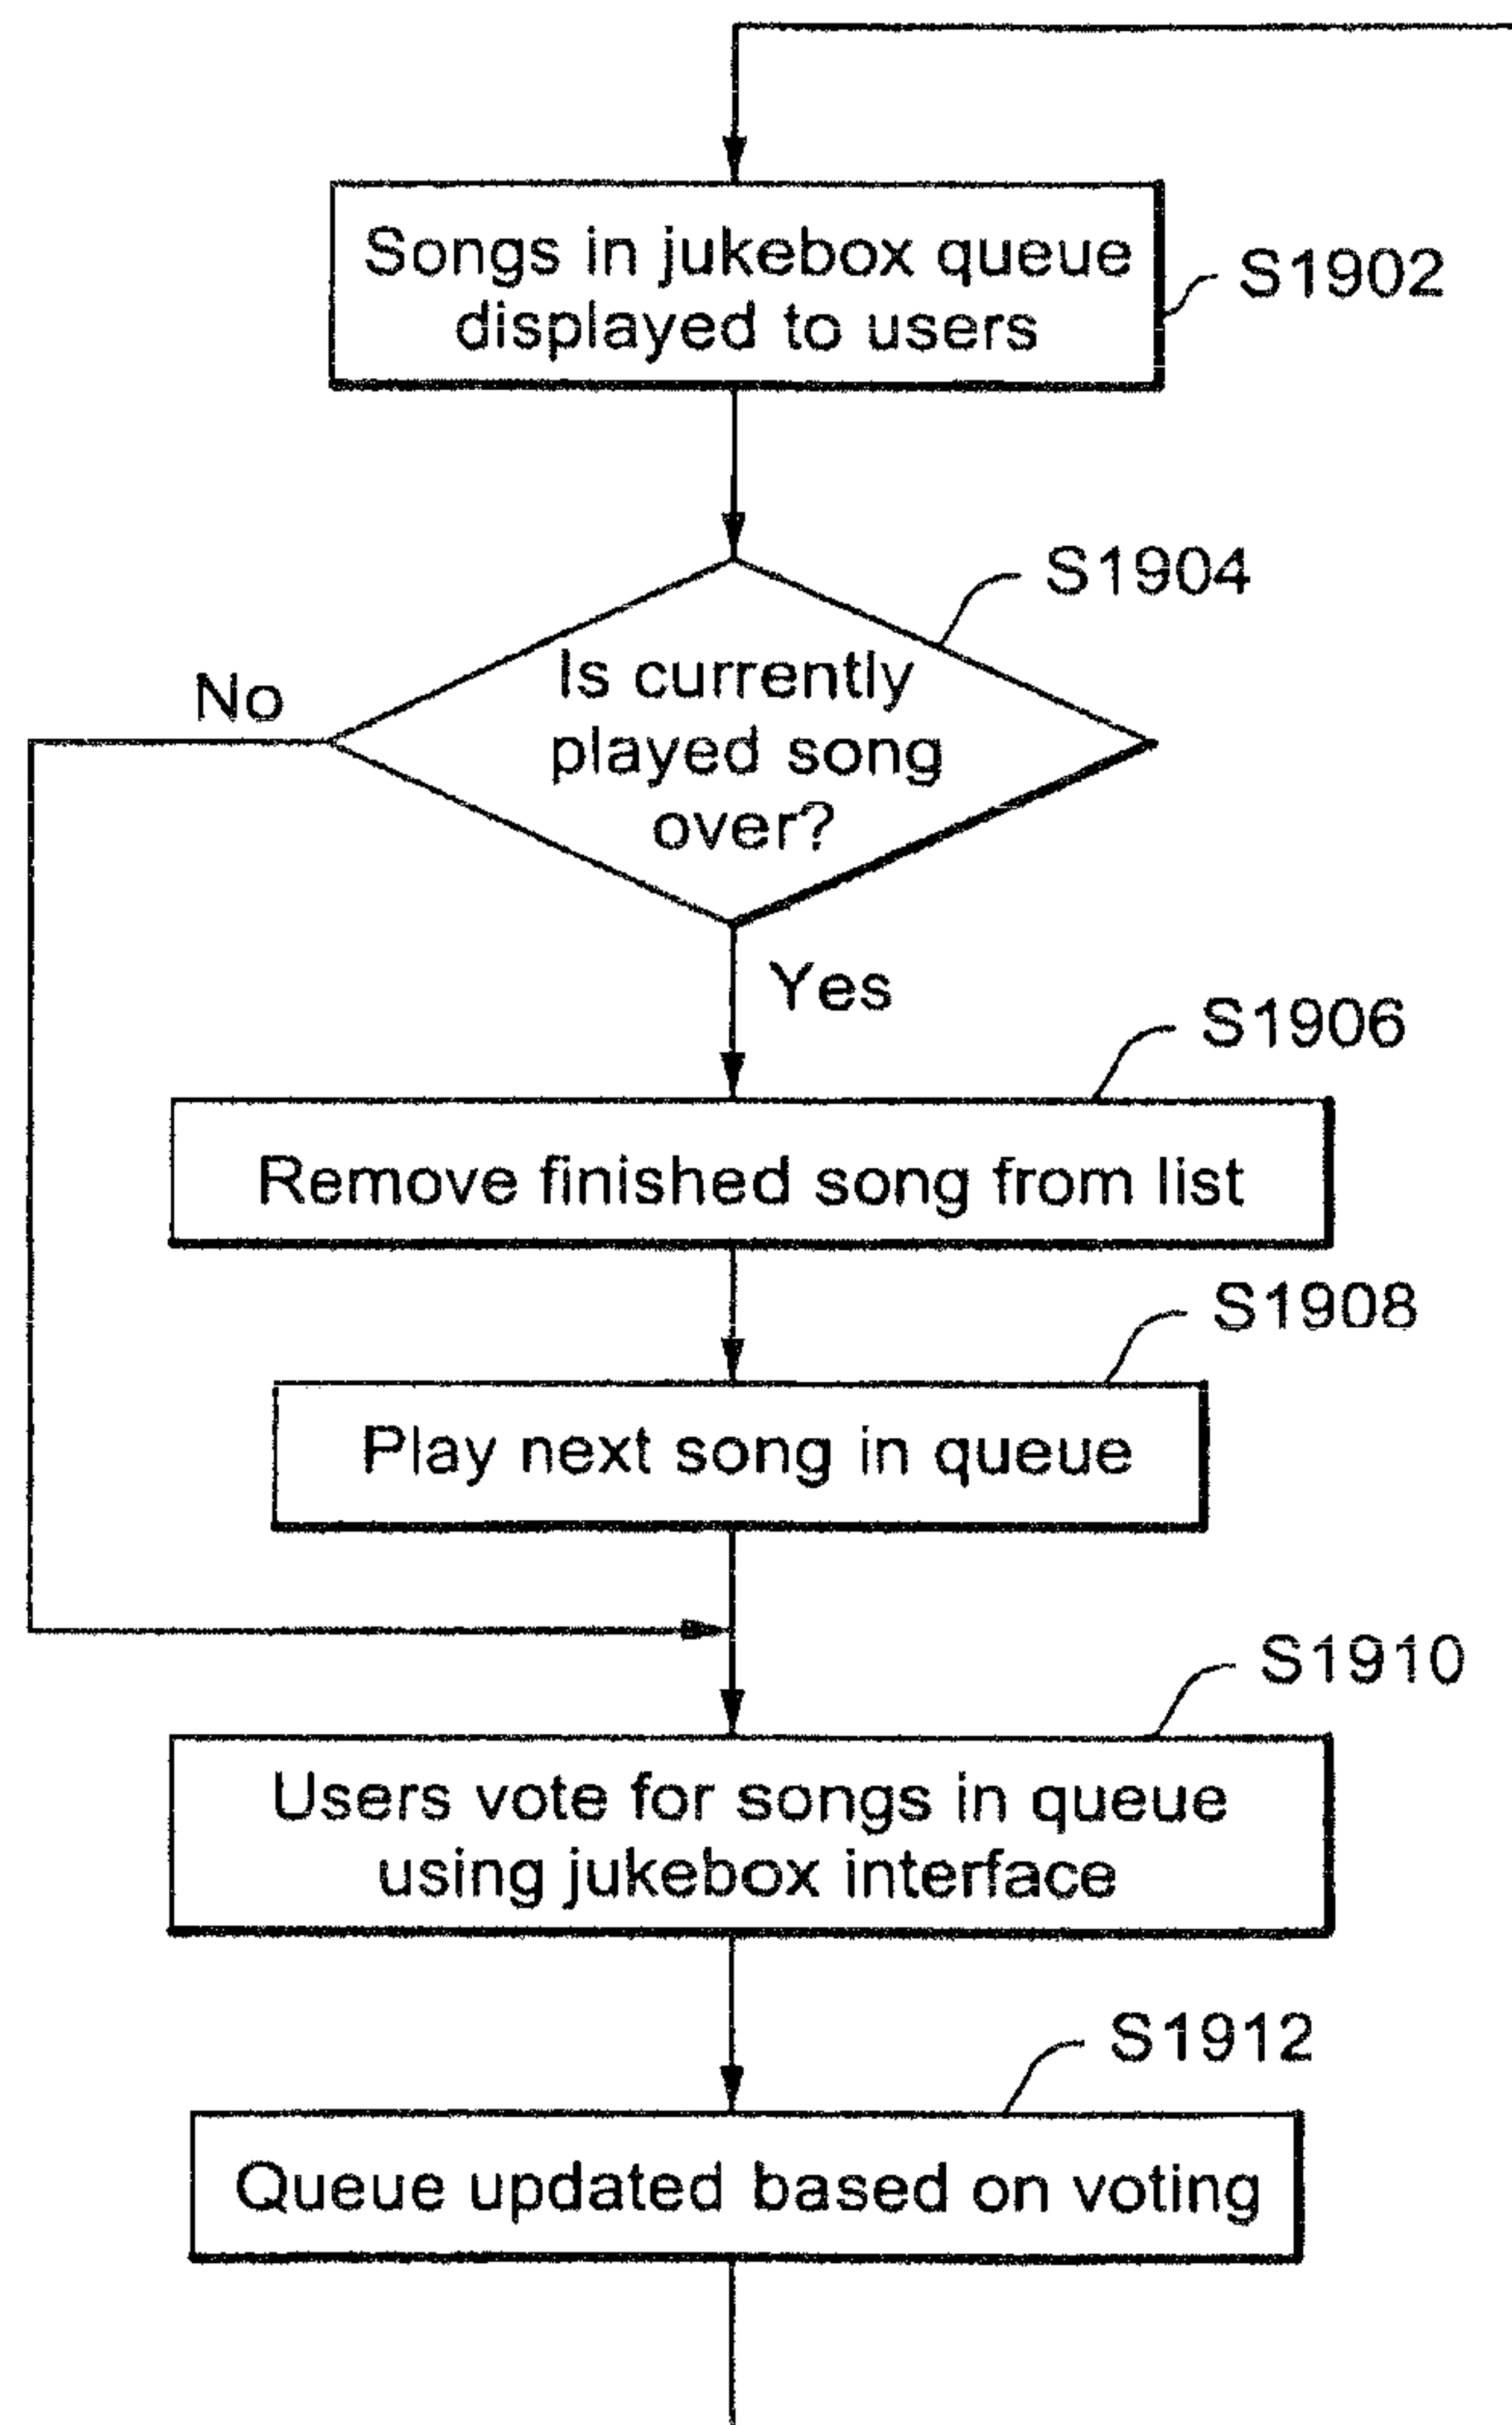 Songs in jukebox queue
displayed to users
S1902
S1904
Is currently
played song
over?
No
Yes
S1906
Remove finished song from list
S1908
Play next song in queue
S1910
Users vote for songs in queue
using jukebox interface
S1912
Queue updated based on voting